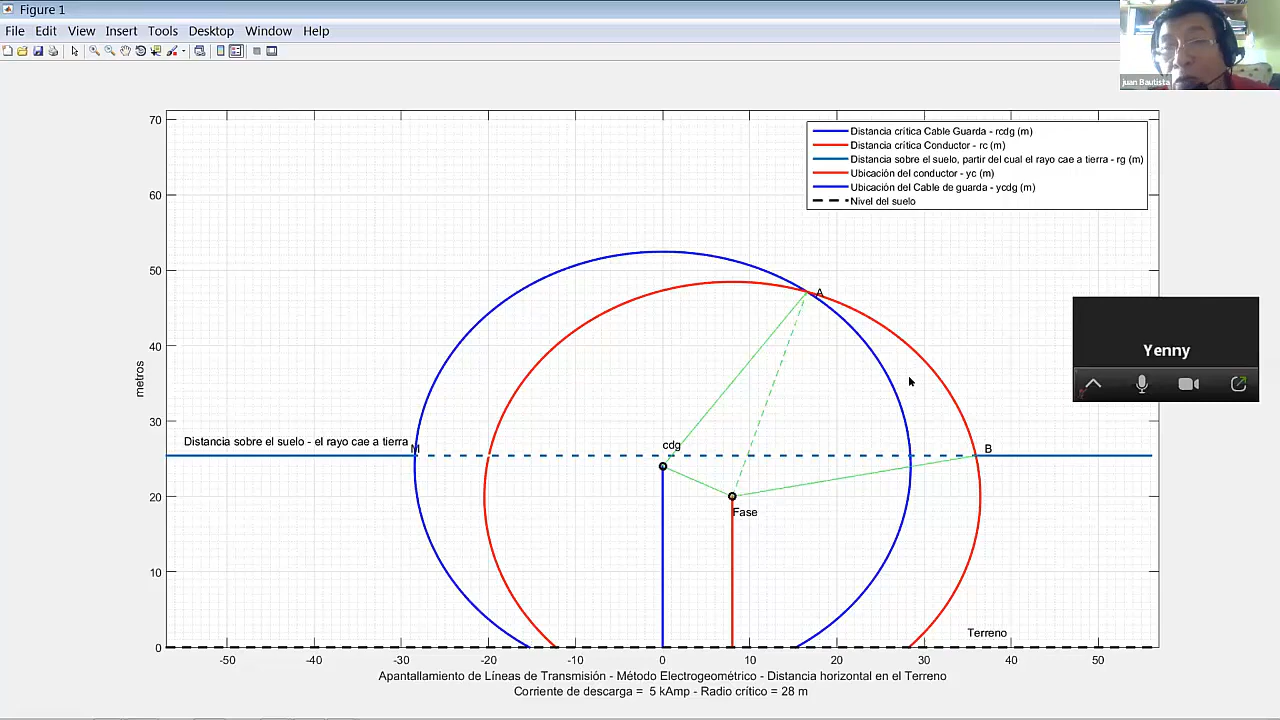 Figure 1
File Edit View Insert Tools Desktop Window Help
juan Bautista
70
60
50
40
30
20
10
0
metros
Distancia crítica Cable Guarda - rcdg (m)
Distancia crítica Conductor - rc (m)
Distancia sobre el suelo, partir del cual el rayo cae a tierra - rg (m)
Ubicación del conductor - yc (m)
Ubicación del Cable de guarda - ycdg (m)
Nivel del suelo
A
Yenny
Distancia sobre el suelo - el rayo cae a tierra
M
cdg
B
Fase
Terreno
-50 -40 -30 -20 -10 0 10 20 30 40 50
Apantallamiento de Líneas de Transmisión - Método Electrogeométrico - Distancia horizontal en el Terreno
Corriente de descarga = 5 kAmp - Radio crítico = 28 m